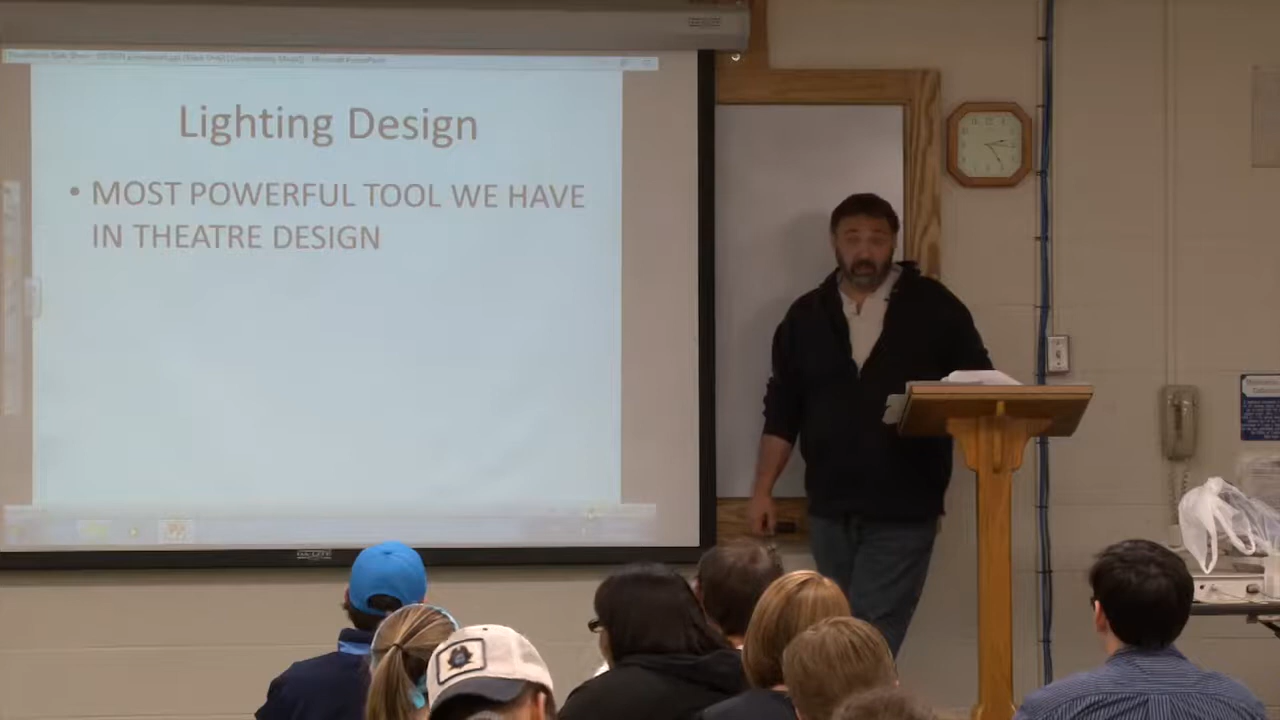 Lighting Design
• MOST POWERFUL TOOL WE HAVE
IN THEATRE DESIGN